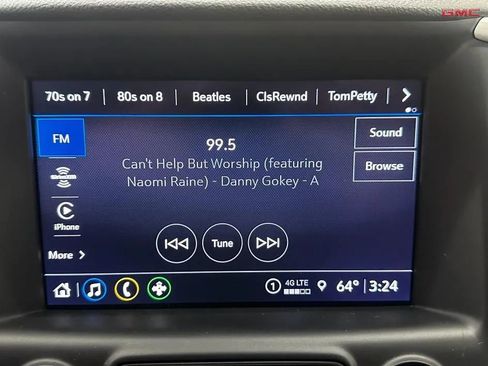 GMC
70s on 7 80s on 8 Beatles ClsRewnd TomPetty
FM
99.5
Sound
Can't Help But Worship (featuring
Naomi Raine) - Danny Gokey - A
Browse
iPhone
Tune
More
1 4G LTE 64° 3:24